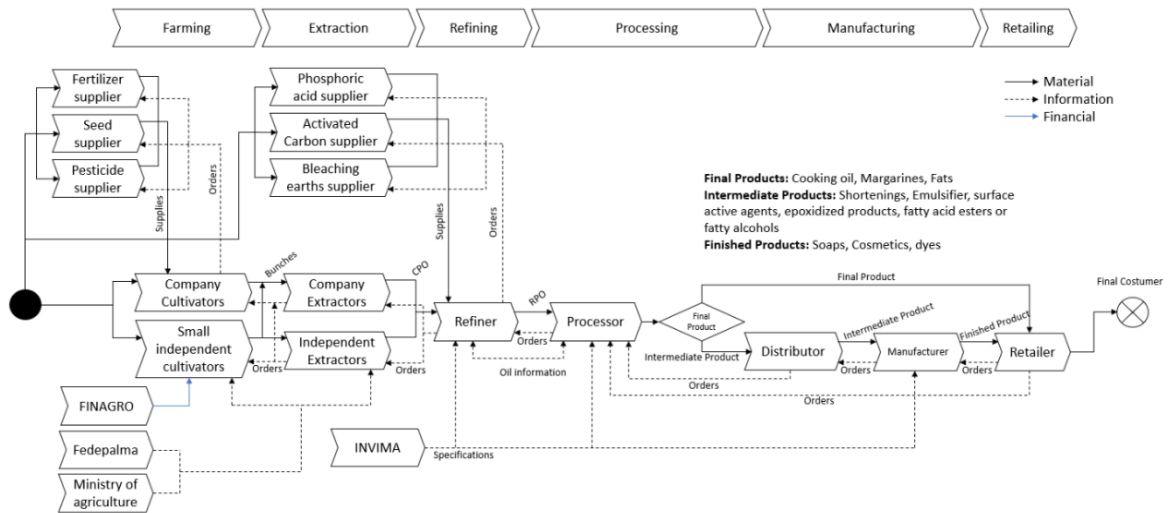 Farming
Extraction
Refining
Processing
Manufacturing
Retailing
Fertilizer
supplier
Seed
supplier
Pesticide
supplier
Phosphoric
acid supplier
Activated
Carbon supplier
Bleaching
earths supplier
Material
Information
Financial
Orders
Supplies
Orders
Supplies
Final Products: Cooking oil, Margarines, Fats
Intermediate Products: Shortenings, Emulsifier, surface
active agents, epoxidized products, fatty acid esters or
fatty alcohols
Finished Products: Soaps, Cosmetics, dyes
Bunches
CPO
Final Product
Final Costumer
Company
Cultivators
Company
Extractors
RPO
Refiner
Processor
Final
Product
Small
independent
cultivators
Independent
Extractors
Orders
Orders
Orders
Oil information
Intermediate Product
Intermediate Product
Finished Product
Distributor
Manufacturer
Retailer
Orders
Orders
Orders
Orders
FINAGRO
Fedepalma
Ministry of
agriculture
INVIMA
Specifications